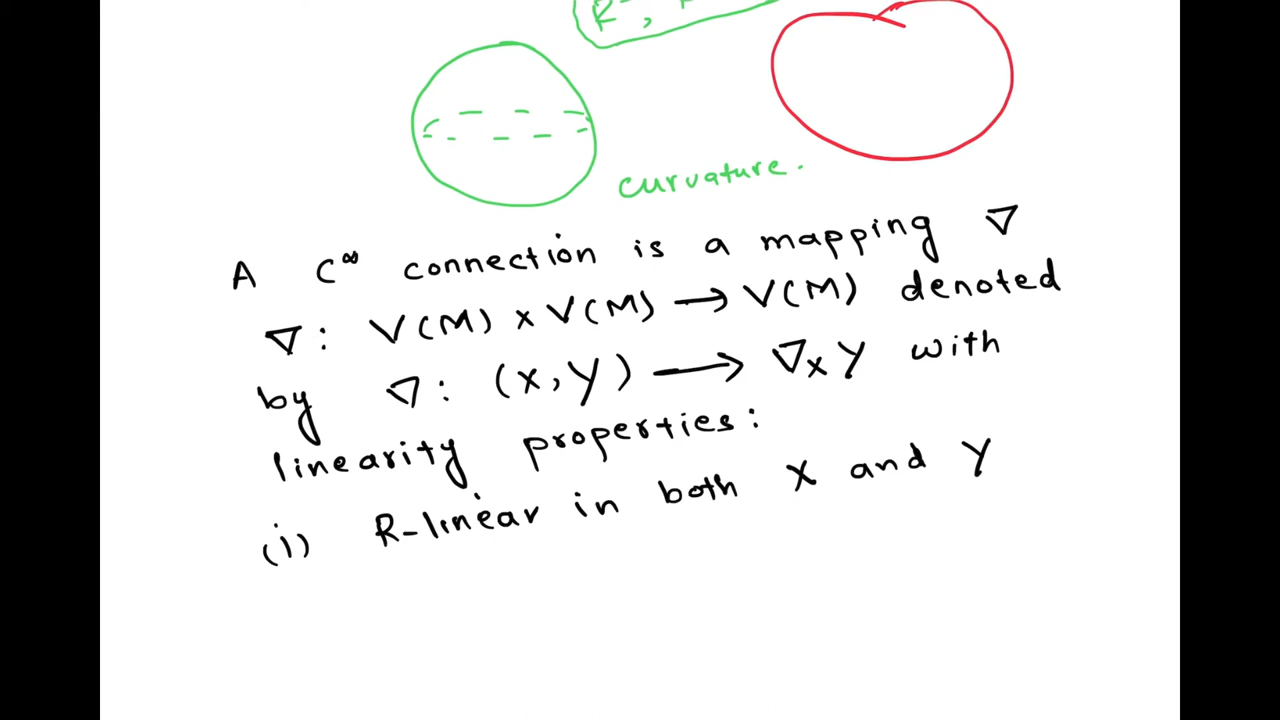 curvature.
A C∞ connection is a mapping ∇
∇: V(M) × V(M) → V(M) denoted
by ∇: (X, Y) → ∇_X Y with
linearity properties:
(i) R-linear in both X and Y